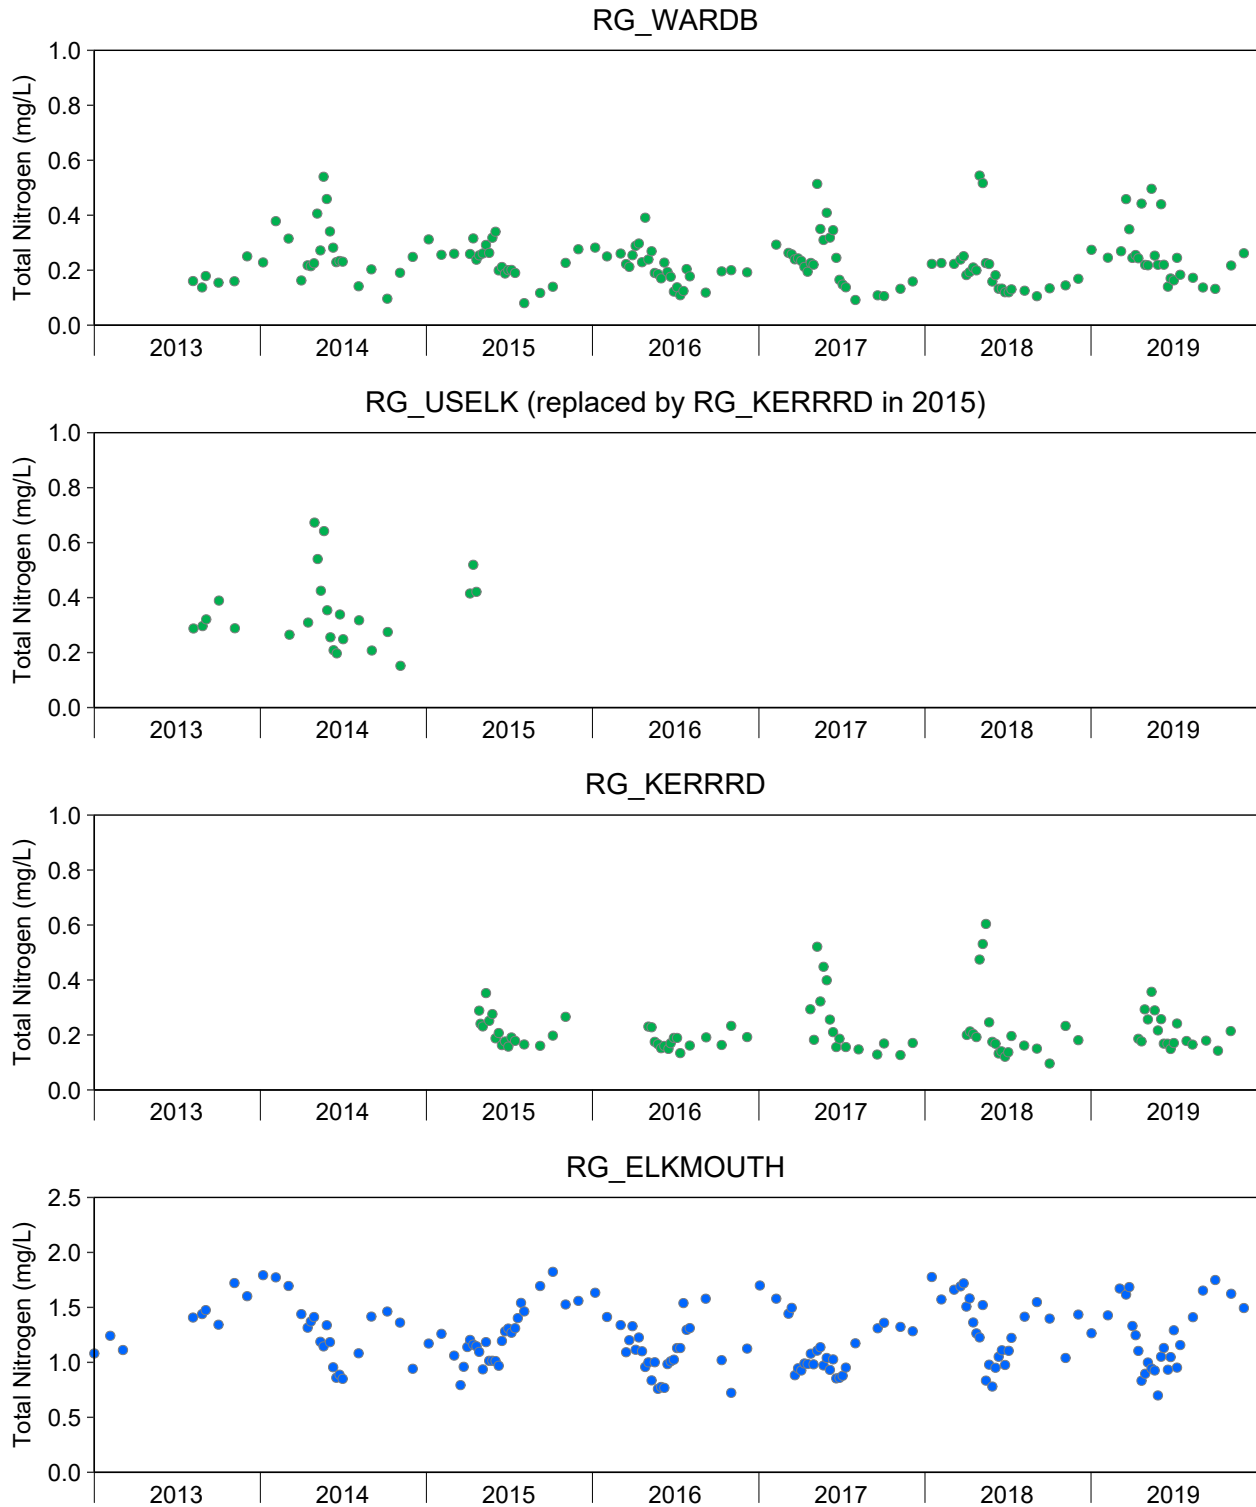 RG_WARDB
Total Nitrogen (mg/L)
1.0
0.8
0.6
0.4
0.2
0.0
2013 2014 2015 2016 2017 2018 2019
RG_USELK (replaced by RG_KERRRD in 2015)
Total Nitrogen (mg/L)
1.0
0.8
0.6
0.4
0.2
0.0
2013 2014 2015 2016 2017 2018 2019
RG_KERRRD
Total Nitrogen (mg/L)
1.0
0.8
0.6
0.4
0.2
0.0
2013 2014 2015 2016 2017 2018 2019
RG_ELKMOUTH
Total Nitrogen (mg/L)
2.5
2.0
1.5
1.0
0.5
0.0
2013 2014 2015 2016 2017 2018 2019